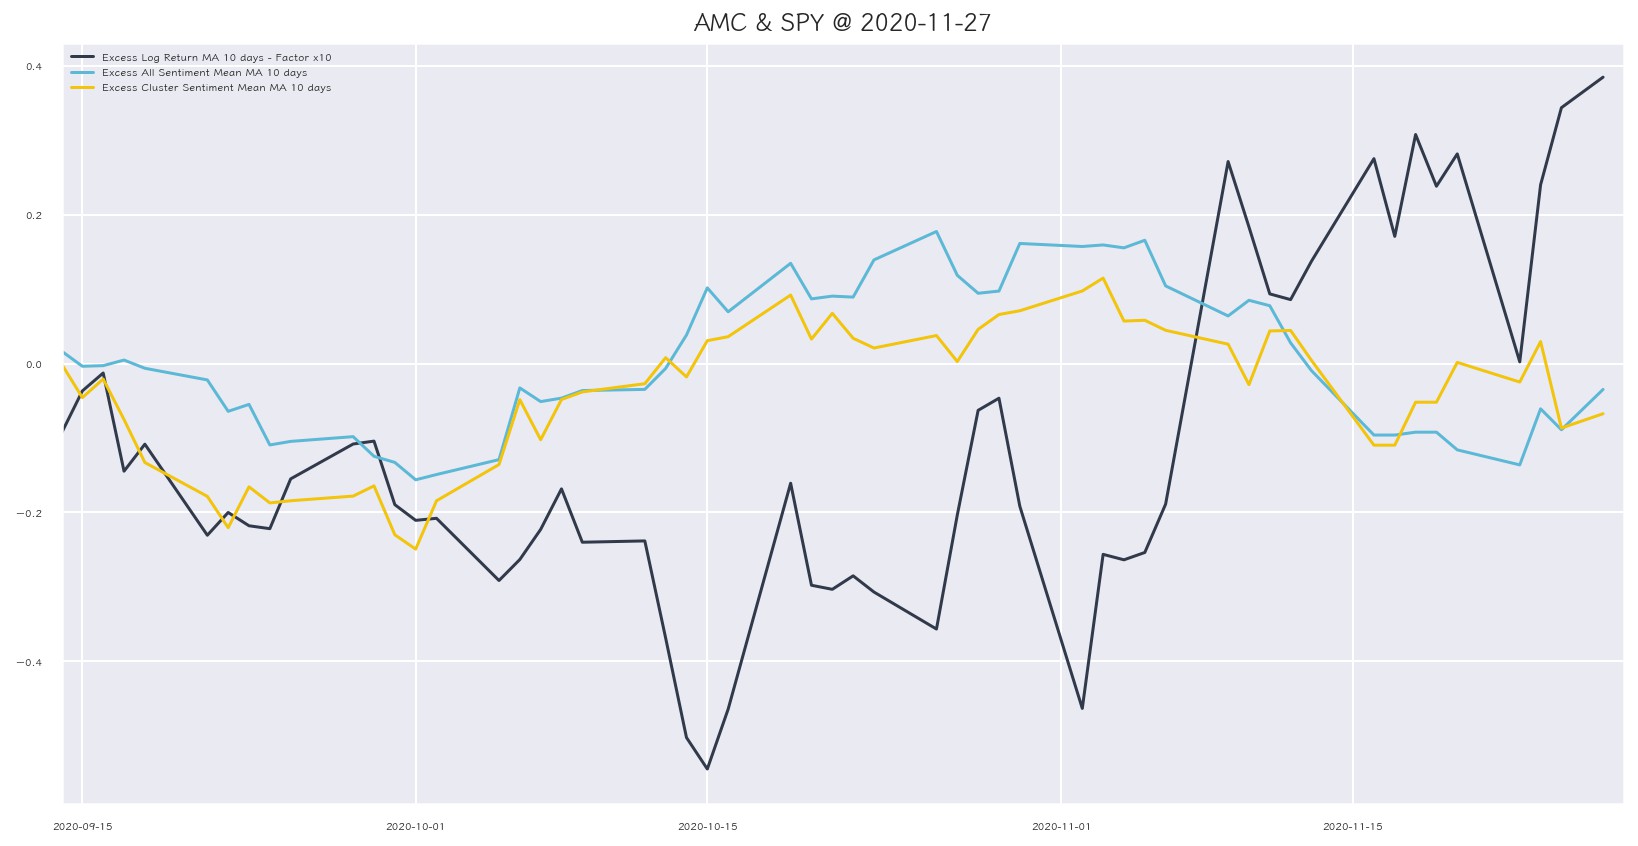 AMC & SPY @ 2020-11-27
Excess Log Return MA 10 days - Factor x10
Excess All Sentiment Mean MA 10 days
Excess Cluster Sentiment Mean MA 10 days
0.4
0.2
0.0
−0.2
−0.4
2020-09-15 2020-10-01 2020-10-15 2020-11-01 2020-11-15